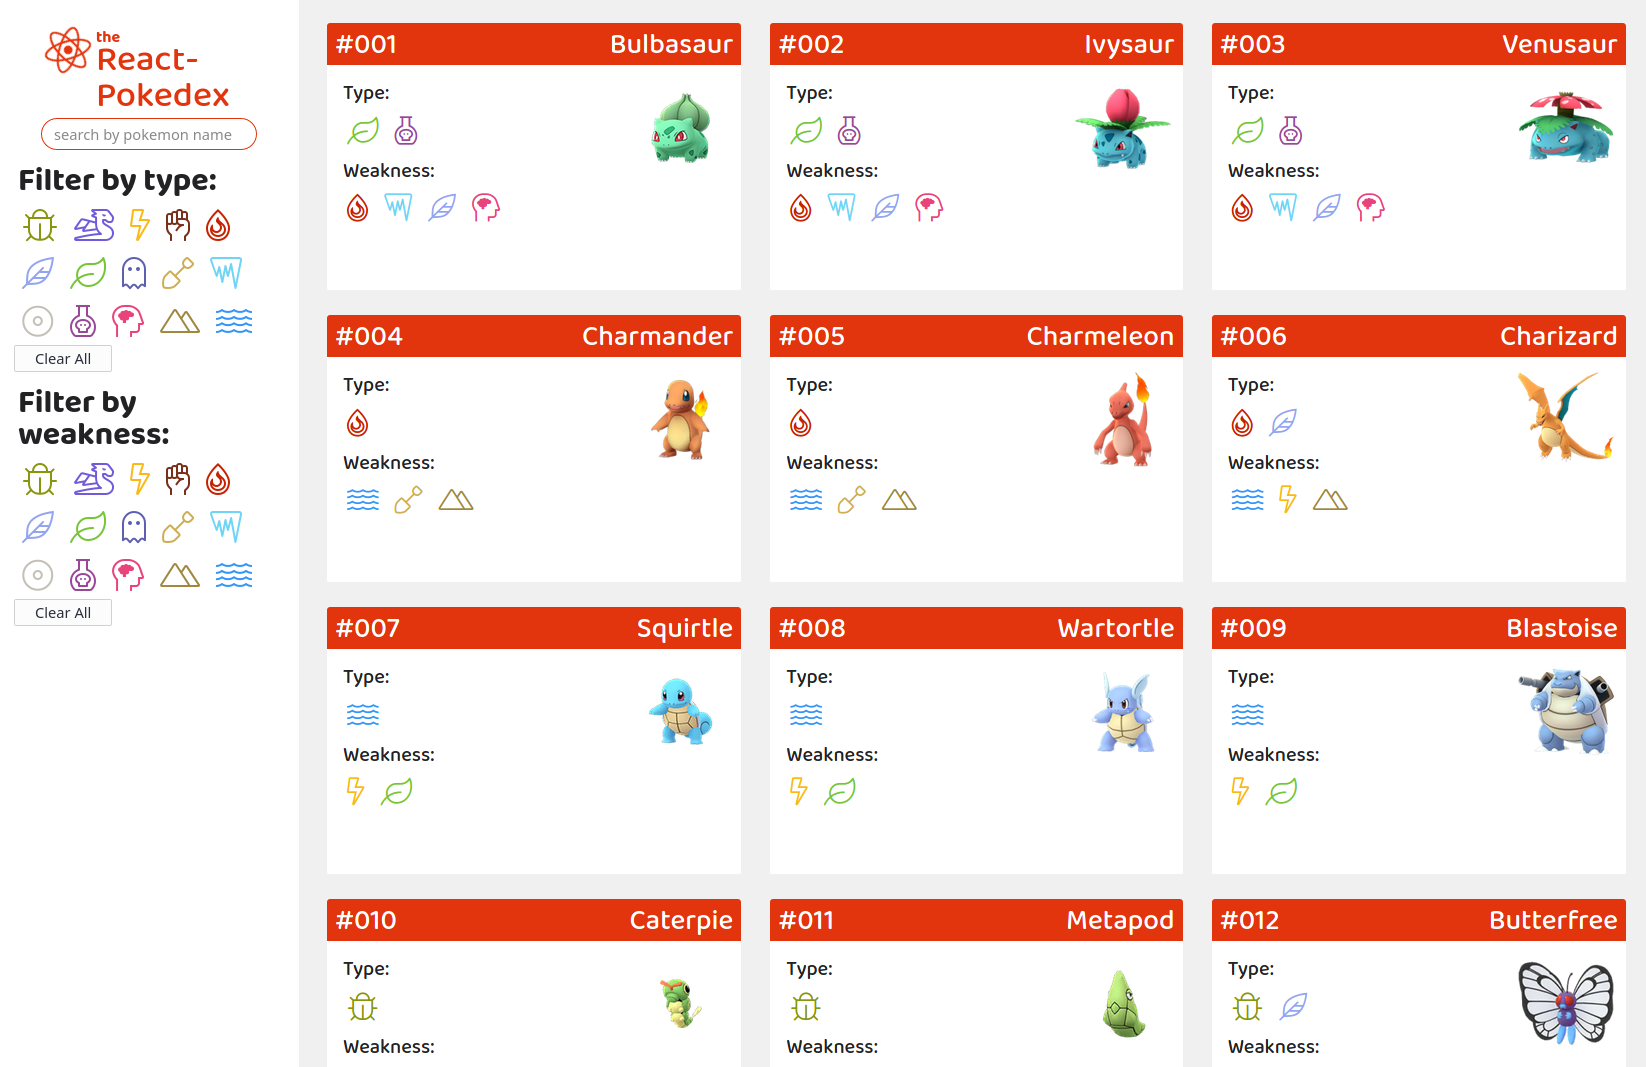 the
React-
Pokedex
search by pokemon name
Filter by type:
Clear All
Filter by
weakness:
Clear All
#001 Bulbasaur
Type:
Weakness:
#002 Ivysaur
Type:
Weakness:
#003 Venusaur
Type:
Weakness:
#004 Charmander
Type:
Weakness:
#005 Charmeleon
Type:
Weakness:
#006 Charizard
Type:
Weakness:
#007 Squirtle
Type:
Weakness:
#008 Wartortle
Type:
Weakness:
#009 Blastoise
Type:
Weakness:
#010 Caterpie
Type:
Weakness:
#011 Metapod
Type:
Weakness:
#012 Butterfree
Type:
Weakness: